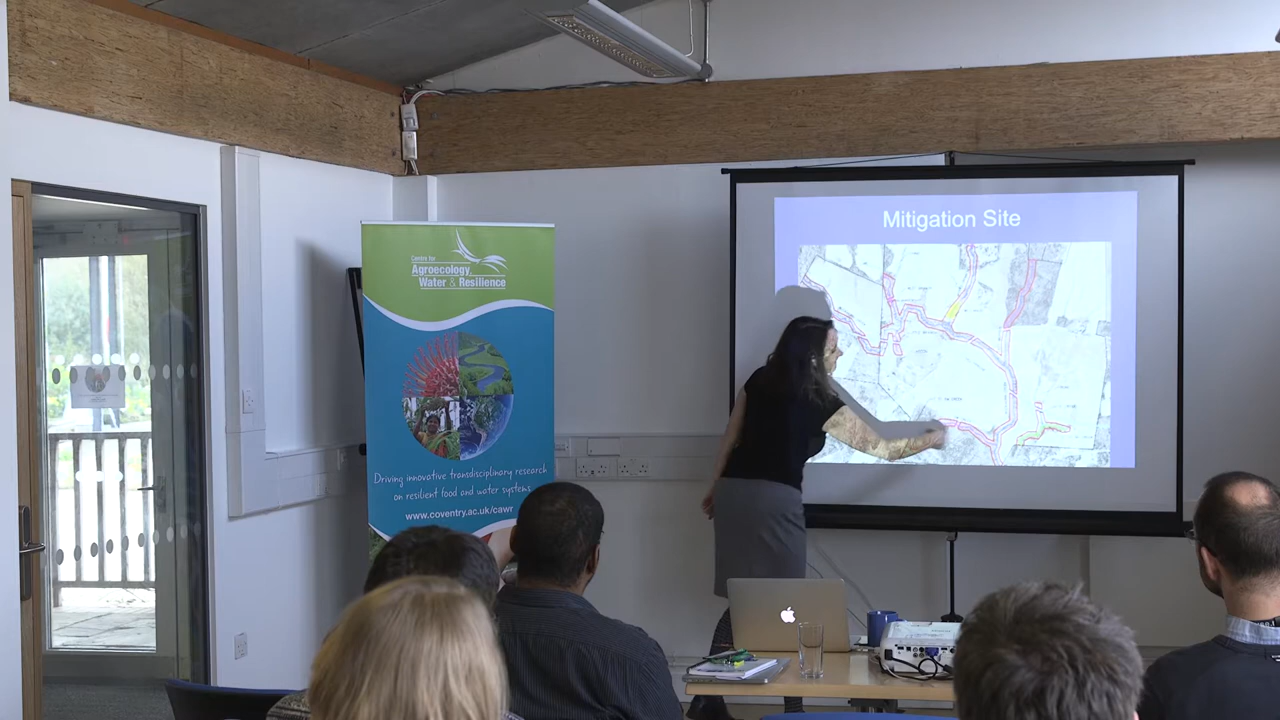 Centre for
Agroecology,
Water & Resilience
Driving innovative transdisciplinary research
on resilient food and water systems
www.coventry.ac.uk/cawr
Mitigation Site